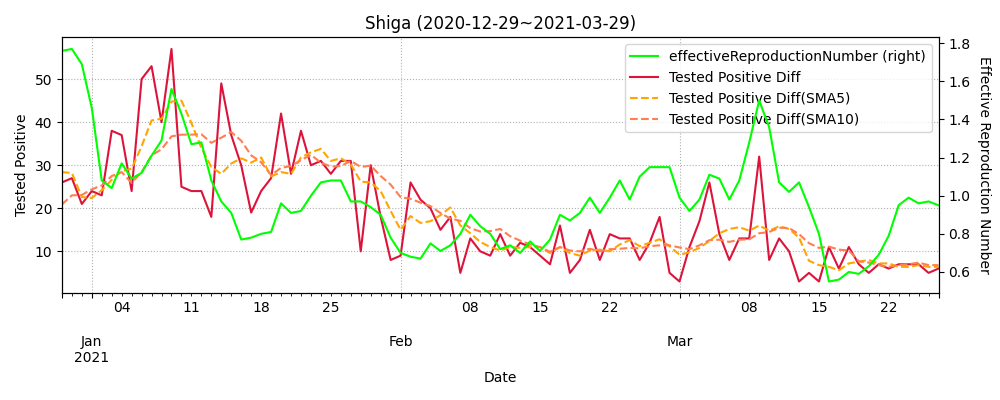 Shiga (2020-12-29~2021-03-29)
effectiveReproductionNumber (right)
Tested Positive Diff
Tested Positive Diff(SMA5)
Tested Positive Diff(SMA10)
Tested Positive
50
40
30
20
10
1.8
1.6
1.4
1.2
1.0
0.8
0.6
Effective Reproduction Number
04
11
18
25
08
15
22
08
15
22
Jan
2021
Feb
Mar
Date